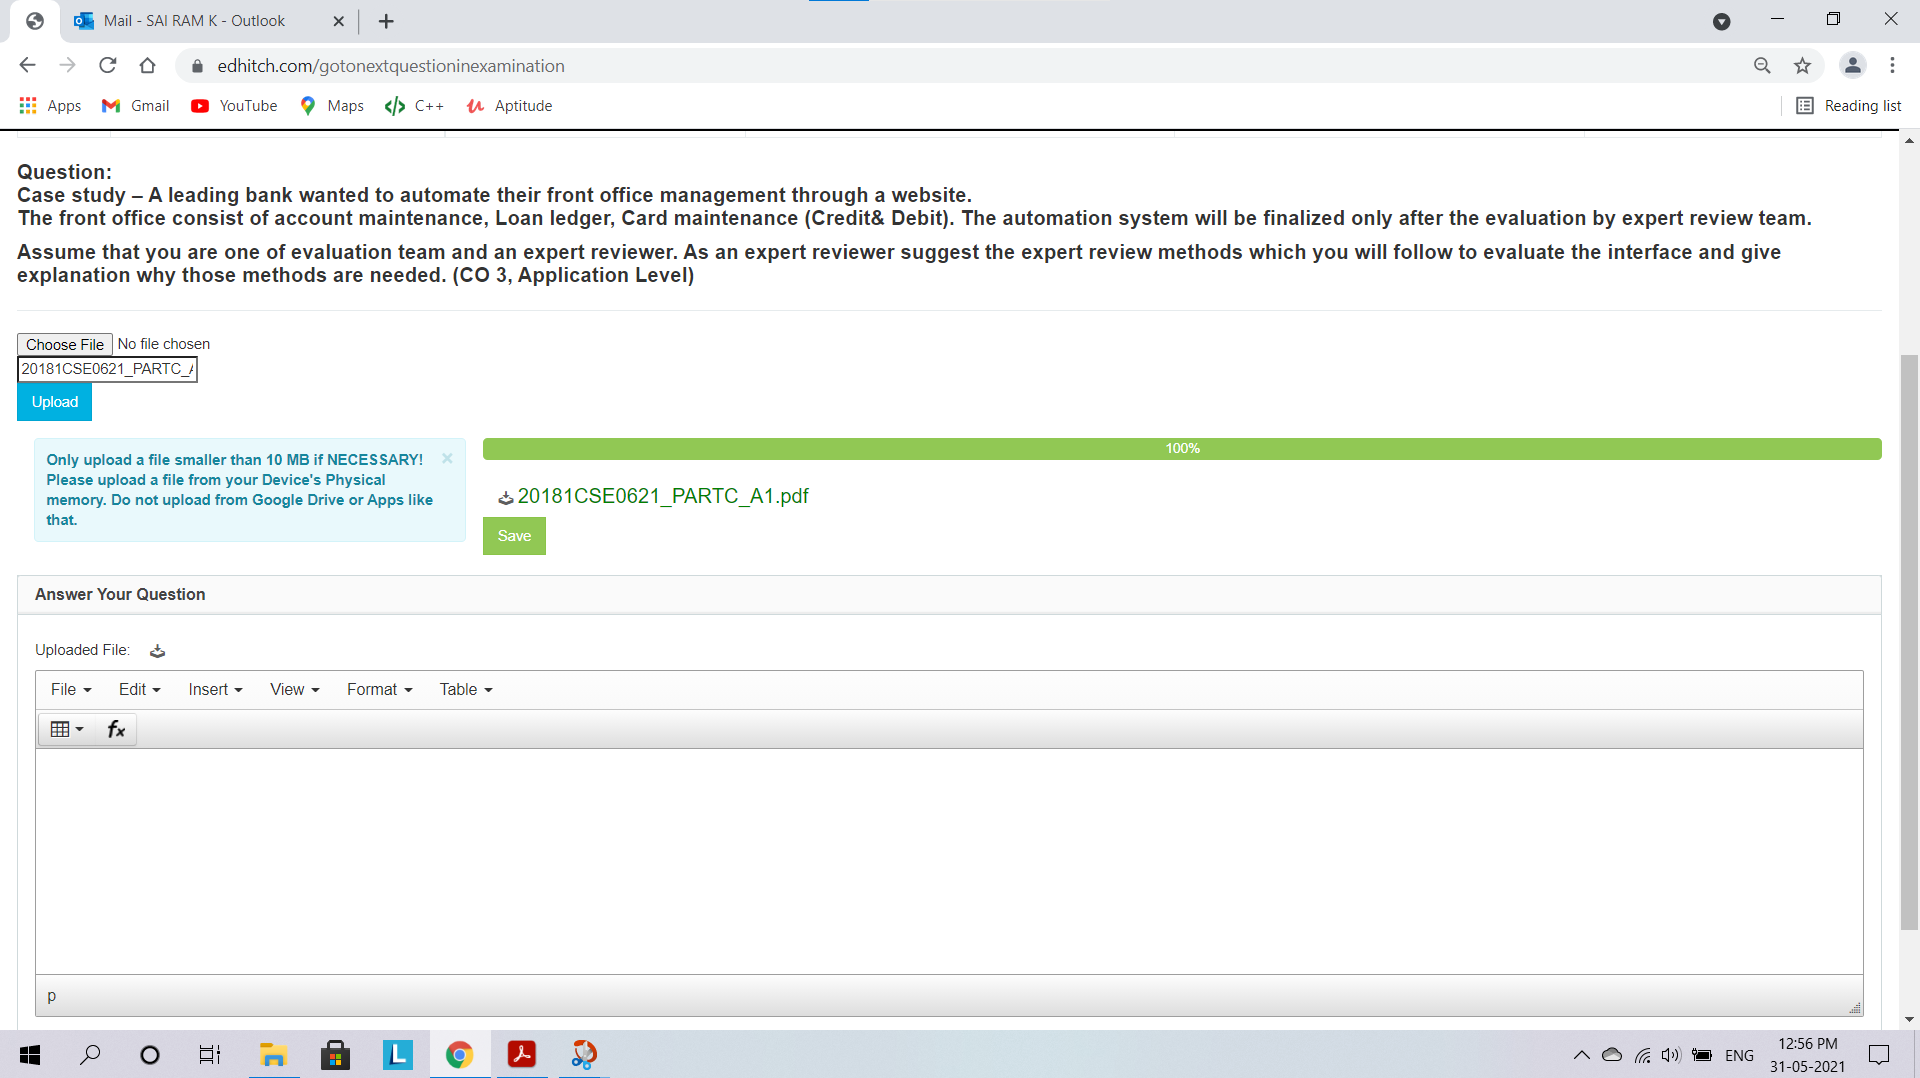 Mail - SAI RAM K - Outlook
edhitch.com/gotonextquestioninexamination
Apps Gmail YouTube Maps C++ Aptitude Reading list
Question:
Case study – A leading bank wanted to automate their front office management through a website.
The front office consist of account maintenance, Loan ledger, Card maintenance (Credit& Debit). The automation system will be finalized only after the evaluation by expert review team.
Assume that you are one of evaluation team and an expert reviewer. As an expert reviewer suggest the expert review methods which you will follow to evaluate the interface and give
explanation why those methods are needed. (CO 3, Application Level)
Choose File No file chosen
20181CSE0621_PARTC_
Upload
Only upload a file smaller than 10 MB if NECESSARY!
Please upload a file from your Device's Physical
memory. Do not upload from Google Drive or Apps like
that.
100%
20181CSE0621_PARTC_A1.pdf
Save
Answer Your Question
Uploaded File:
File Edit Insert View Format Table
fx
p
ENG
12:56 PM
31-05-2021